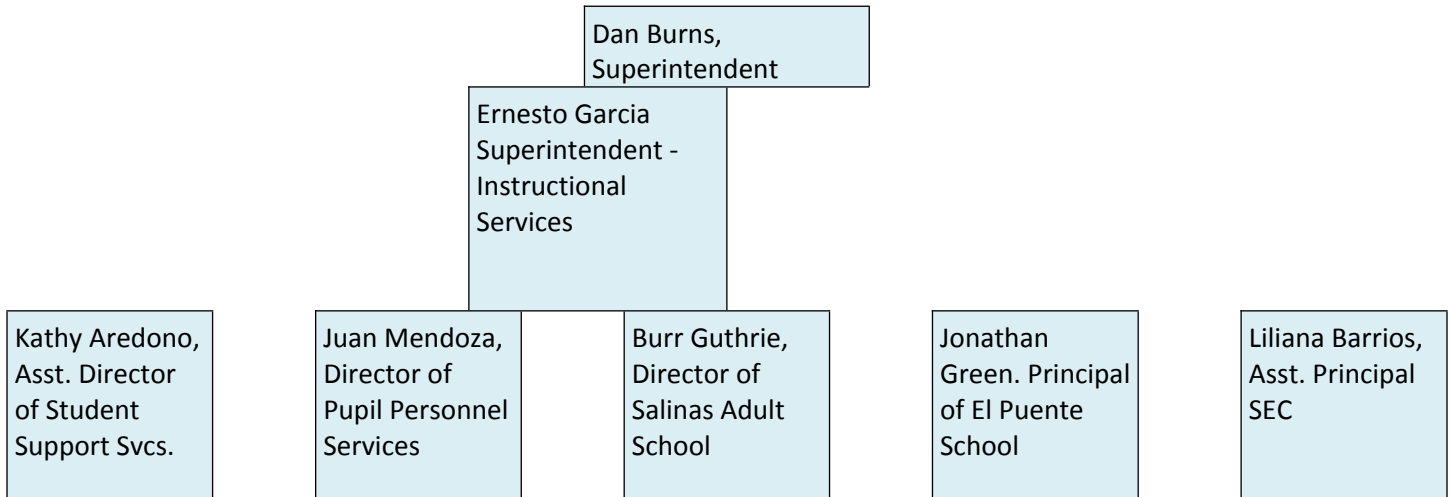 Dan Burns,
Superintendent
Ernesto Garcia
Superintendent -
Instructional
Services
Kathy Aredono,
Asst. Director
of Student
Support Svcs.
Juan Mendoza,
Director of
Pupil Personnel
Services
Burr Guthrie,
Director of
Salinas Adult
School
Jonathan
Green. Principal
of El Puente
School
Liliana Barrios,
Asst. Principal
SEC